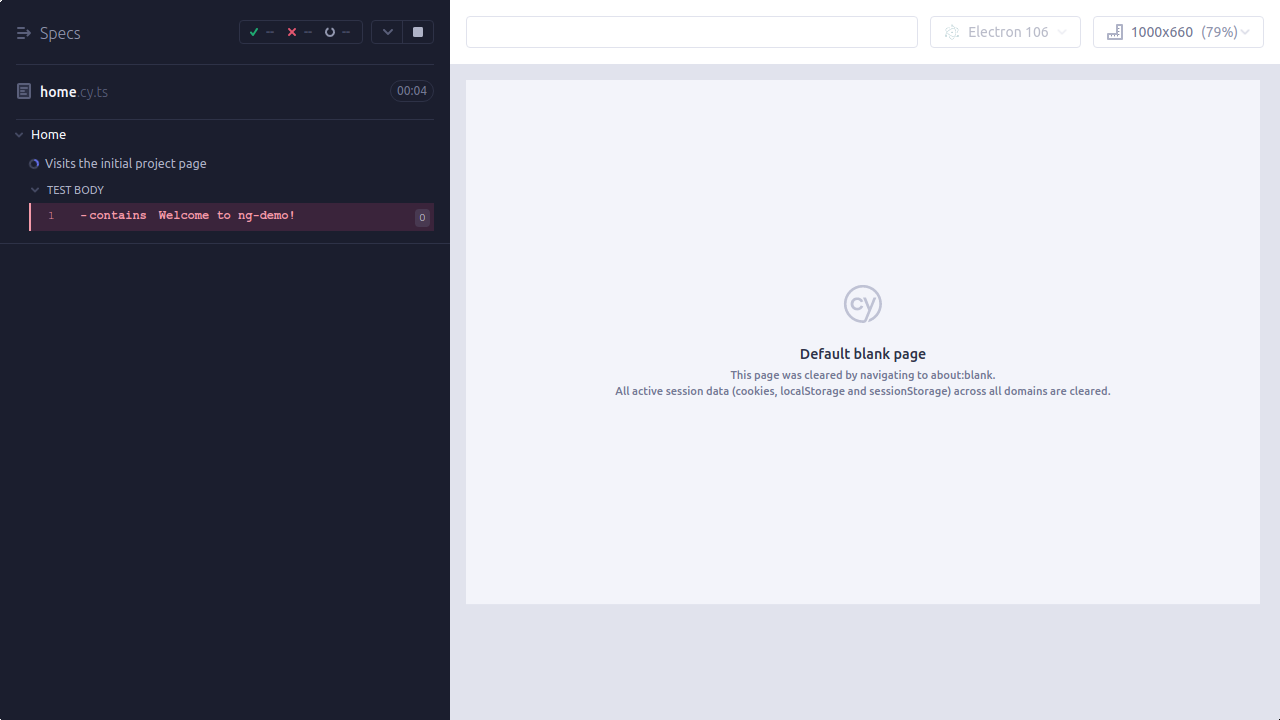 Specs
--
--
--
home.cy.ts
00:04
Home
Visits the initial project page
TEST BODY
1 -contains Welcome to ng-demo! 0
Electron 106
1000x660 (79%)
cy
Default blank page
This page was cleared by navigating to about:blank.
All active session data (cookies, localStorage and sessionStorage) across all domains are cleared.